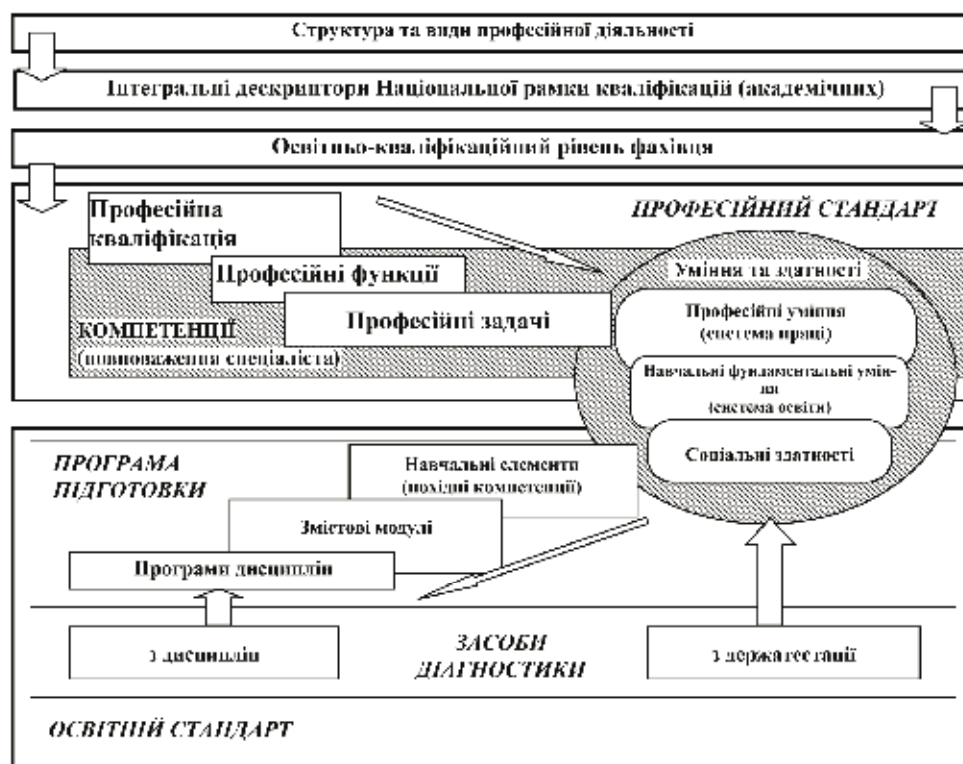 Структура та види професійної діяльності
Інтегральні дескриптори Національної рамки кваліфікацій (академічних)
Освітньо-кваліфікаційний рівень фахівця
ПРОФЕСІЙНИЙ СТАНДАРТ
Професійна
кваліфікація
Професійні функції
Професійні задачі
КОМПЕТЕНЦІЇ
(повноваження спеціаліста)
Уміння та здатності
Професійні уміння
(система праці)
Навчальні фундаментальні умін-
ня
(система освіти)
Соціальні здатності
ПРОГРАМА
ПІДГОТОВКИ
Навчальні елементи
(похідні компетенції)
Змістові модулі
Програми дисциплін
з дисциплін
ЗАСОБИ
ДІАГНОСТИКИ
з держатестації
ОСВІТНІЙ СТАНДАРТ